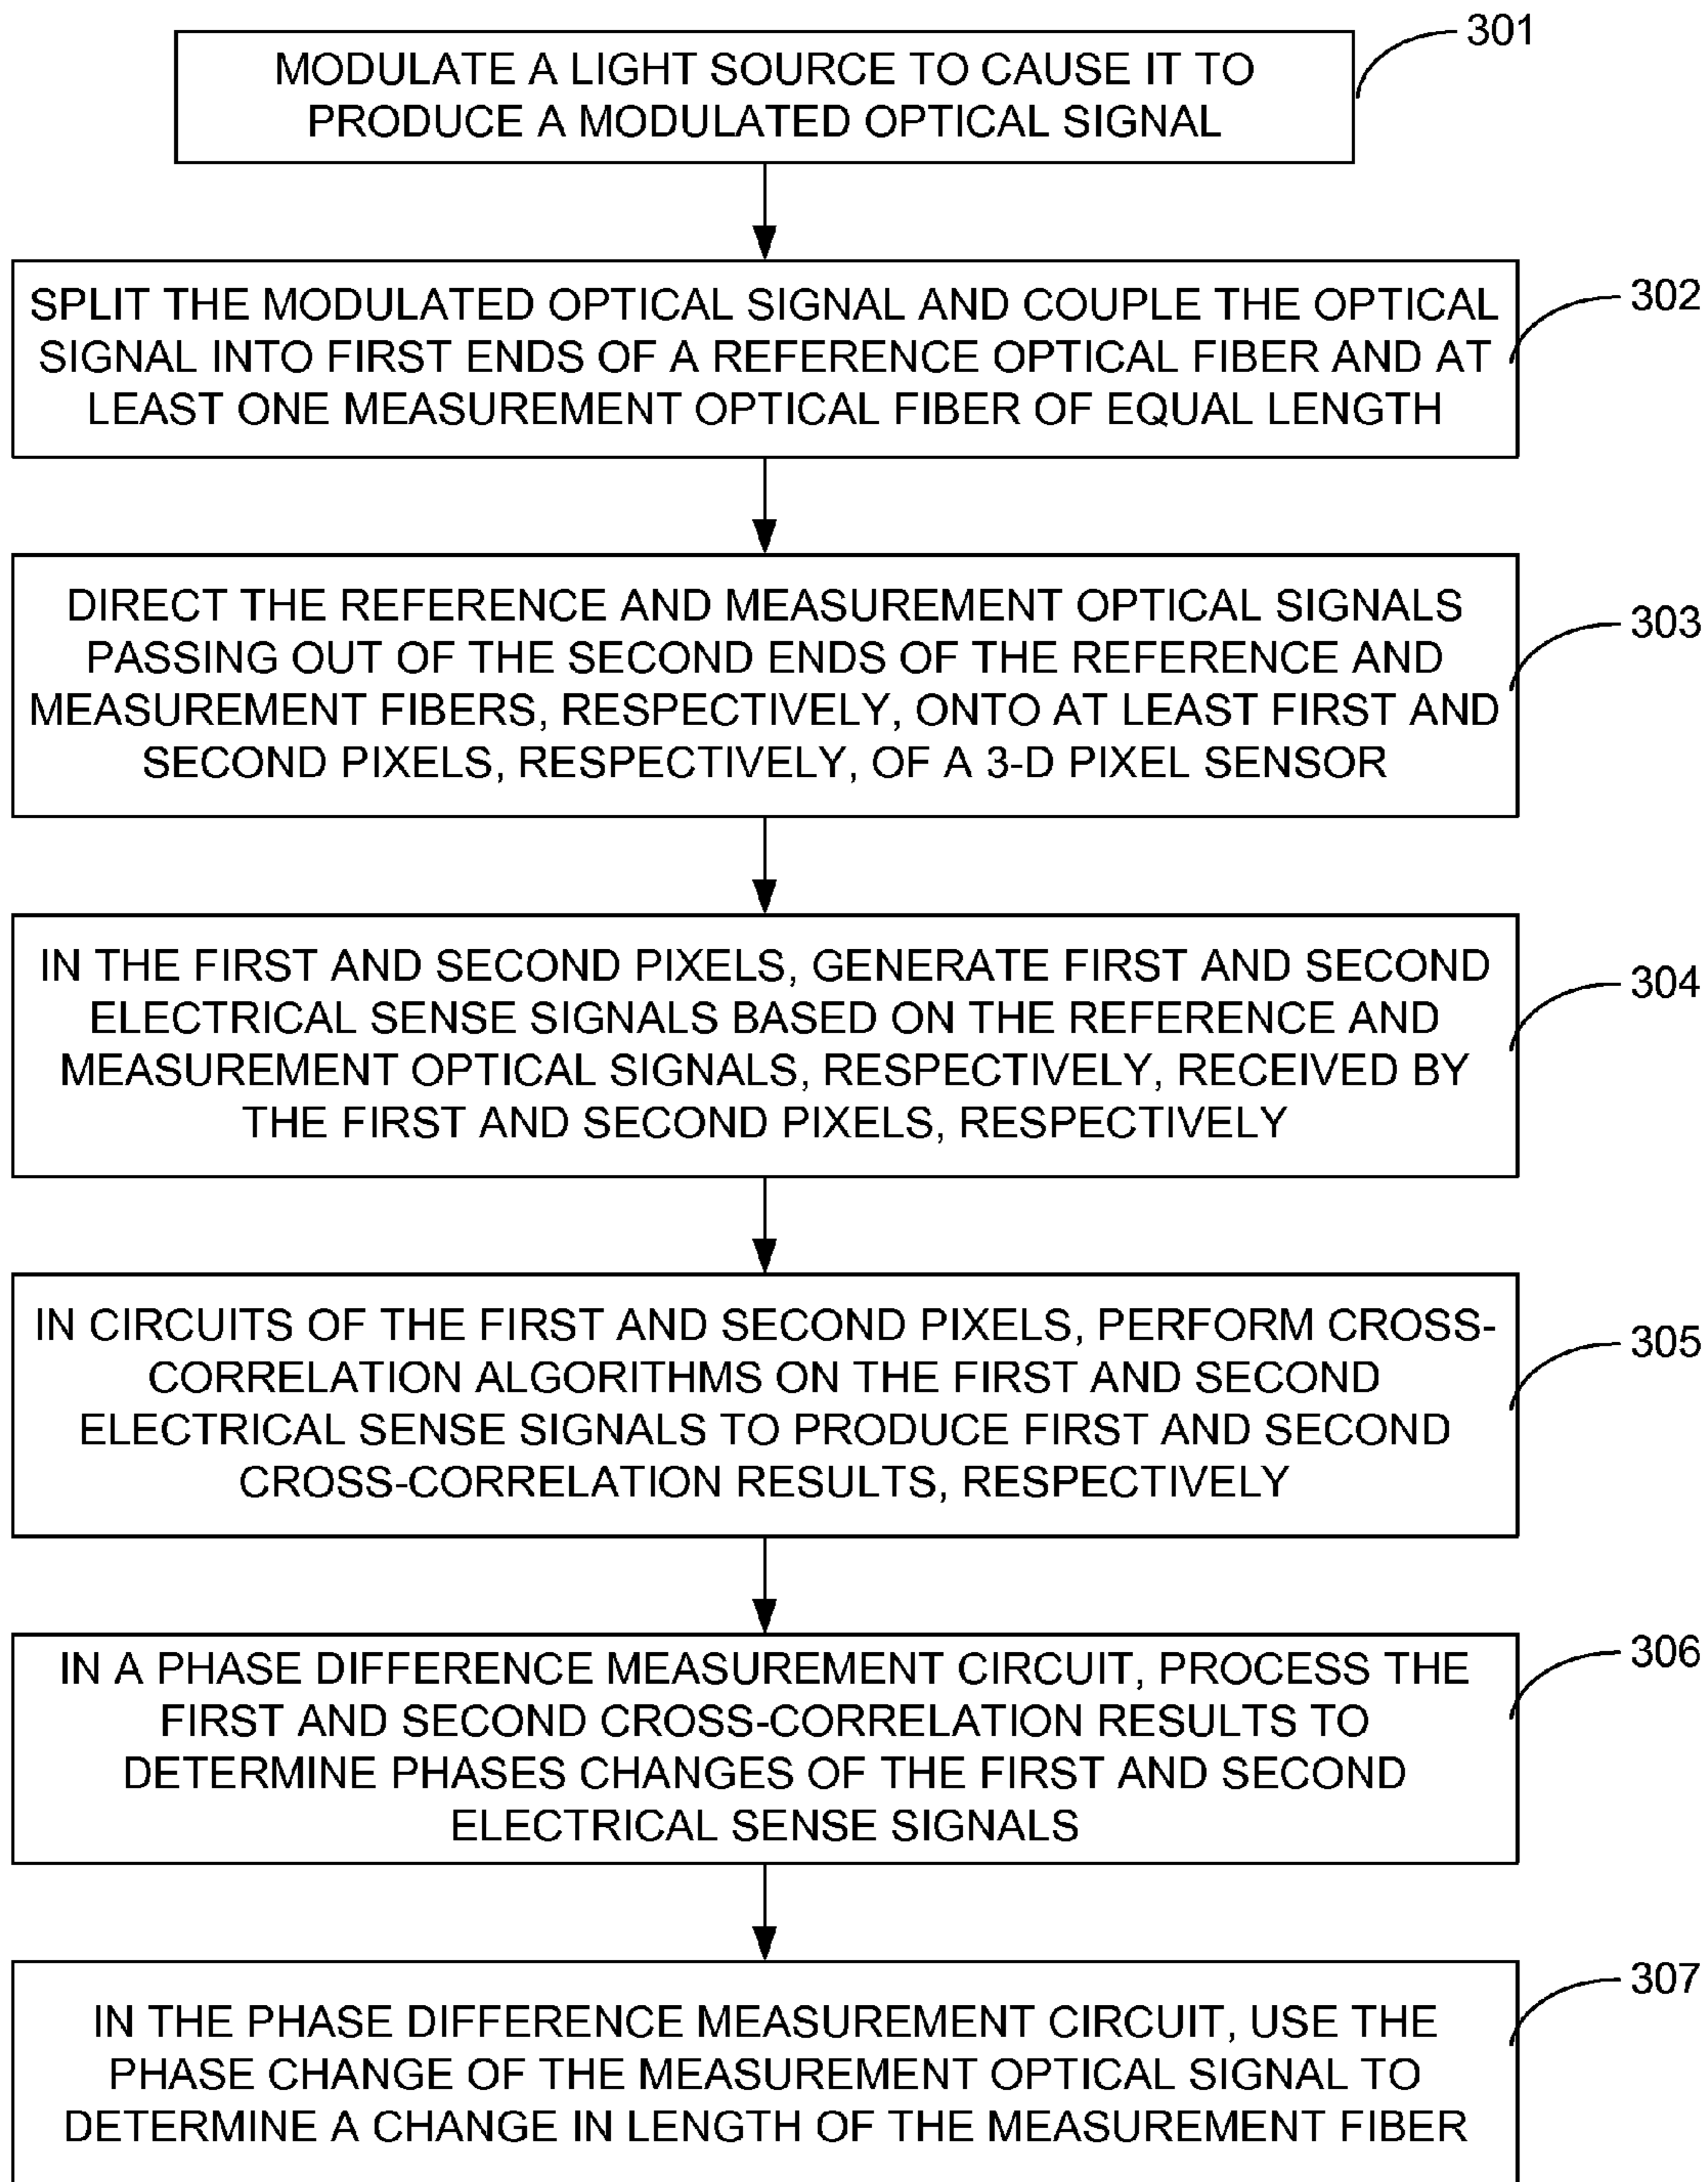 301
MODULATE A LIGHT SOURCE TO CAUSE IT TO
PRODUCE A MODULATED OPTICAL SIGNAL
302
SPLIT THE MODULATED OPTICAL SIGNAL AND COUPLE THE OPTICAL
SIGNAL INTO FIRST ENDS OF A REFERENCE OPTICAL FIBER AND AT
LEAST ONE MEASUREMENT OPTICAL FIBER OF EQUAL LENGTH
303
DIRECT THE REFERENCE AND MEASUREMENT OPTICAL SIGNALS
PASSING OUT OF THE SECOND ENDS OF THE REFERENCE AND
MEASUREMENT FIBERS, RESPECTIVELY, ONTO AT LEAST FIRST AND
SECOND PIXELS, RESPECTIVELY, OF A 3-D PIXEL SENSOR
304
IN THE FIRST AND SECOND PIXELS, GENERATE FIRST AND SECOND
ELECTRICAL SENSE SIGNALS BASED ON THE REFERENCE AND
MEASUREMENT OPTICAL SIGNALS, RESPECTIVELY, RECEIVED BY
THE FIRST AND SECOND PIXELS, RESPECTIVELY
305
IN CIRCUITS OF THE FIRST AND SECOND PIXELS, PERFORM CROSS-
CORRELATION ALGORITHMS ON THE FIRST AND SECOND
ELECTRICAL SENSE SIGNALS TO PRODUCE FIRST AND SECOND
CROSS-CORRELATION RESULTS, RESPECTIVELY
306
IN A PHASE DIFFERENCE MEASUREMENT CIRCUIT, PROCESS THE
FIRST AND SECOND CROSS-CORRELATION RESULTS TO
DETERMINE PHASES CHANGES OF THE FIRST AND SECOND
ELECTRICAL SENSE SIGNALS
307
IN THE PHASE DIFFERENCE MEASUREMENT CIRCUIT, USE THE
PHASE CHANGE OF THE MEASUREMENT OPTICAL SIGNAL TO
DETERMINE A CHANGE IN LENGTH OF THE MEASUREMENT FIBER